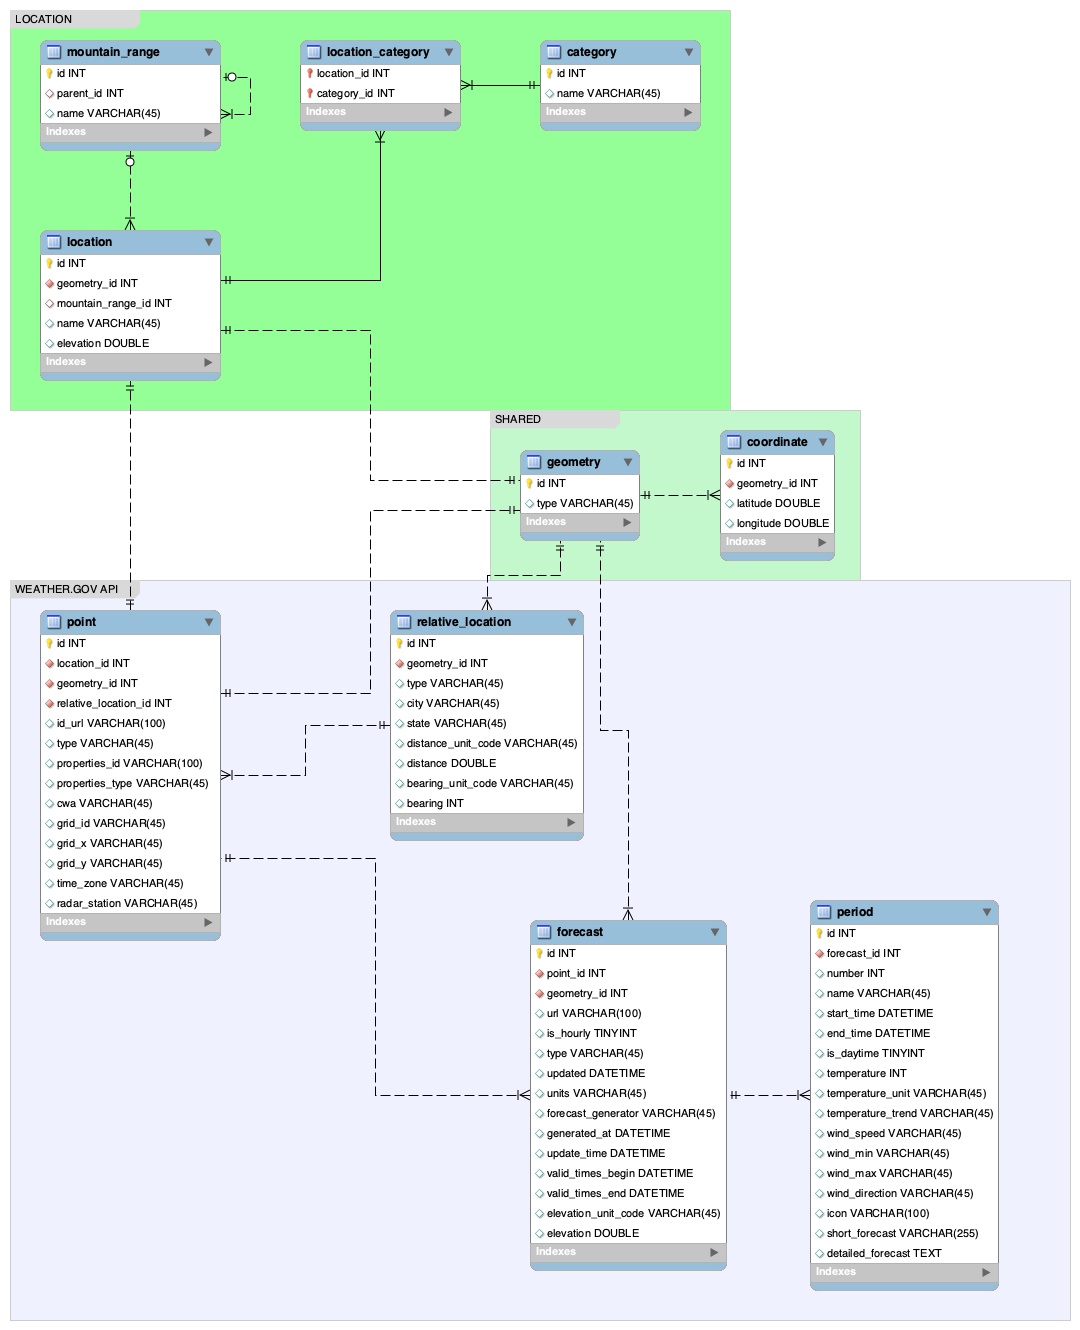 LOCATION
mountain_range
id INT
parent_id INT
name VARCHAR(45)
Indexes
location_category
location_id INT
category_id INT
Indexes
category
id INT
name VARCHAR(45)
Indexes
location
id INT
geometry_id INT
mountain_range_id INT
name VARCHAR(45)
elevation DOUBLE
Indexes
SHARED
geometry
id INT
type VARCHAR(45)
Indexes
coordinate
id INT
geometry_id INT
latitude DOUBLE
longitude DOUBLE
Indexes
WEATHER.GOV API
point
id INT
location_id INT
geometry_id INT
relative_location_id INT
id_url VARCHAR(100)
type VARCHAR(45)
properties_id VARCHAR(100)
properties_type VARCHAR(45)
cwa VARCHAR(45)
grid_id VARCHAR(45)
grid_x VARCHAR(45)
grid_y VARCHAR(45)
time_zone VARCHAR(45)
radar_station VARCHAR(45)
Indexes
relative_location
id INT
geometry_id INT
type VARCHAR(45)
city VARCHAR(45)
state VARCHAR(45)
distance_unit_code VARCHAR(45)
distance DOUBLE
bearing_unit_code VARCHAR(45)
bearing INT
Indexes
forecast
id INT
point_id INT
geometry_id INT
url VARCHAR(100)
is_hourly TINYINT
type VARCHAR(45)
updated DATETIME
units VARCHAR(45)
forecast_generator VARCHAR(45)
generated_at DATETIME
update_time DATETIME
valid_times_begin DATETIME
valid_times_end DATETIME
elevation_unit_code VARCHAR(45)
elevation DOUBLE
Indexes
period
id INT
forecast_id INT
number INT
name VARCHAR(45)
start_time DATETIME
end_time DATETIME
is_daytime TINYINT
temperature INT
temperature_unit VARCHAR(45)
temperature_trend VARCHAR(45)
wind_speed VARCHAR(45)
wind_min VARCHAR(45)
wind_max VARCHAR(45)
wind_direction VARCHAR(45)
icon VARCHAR(100)
short_forecast VARCHAR(255)
detailed_forecast TEXT
Indexes